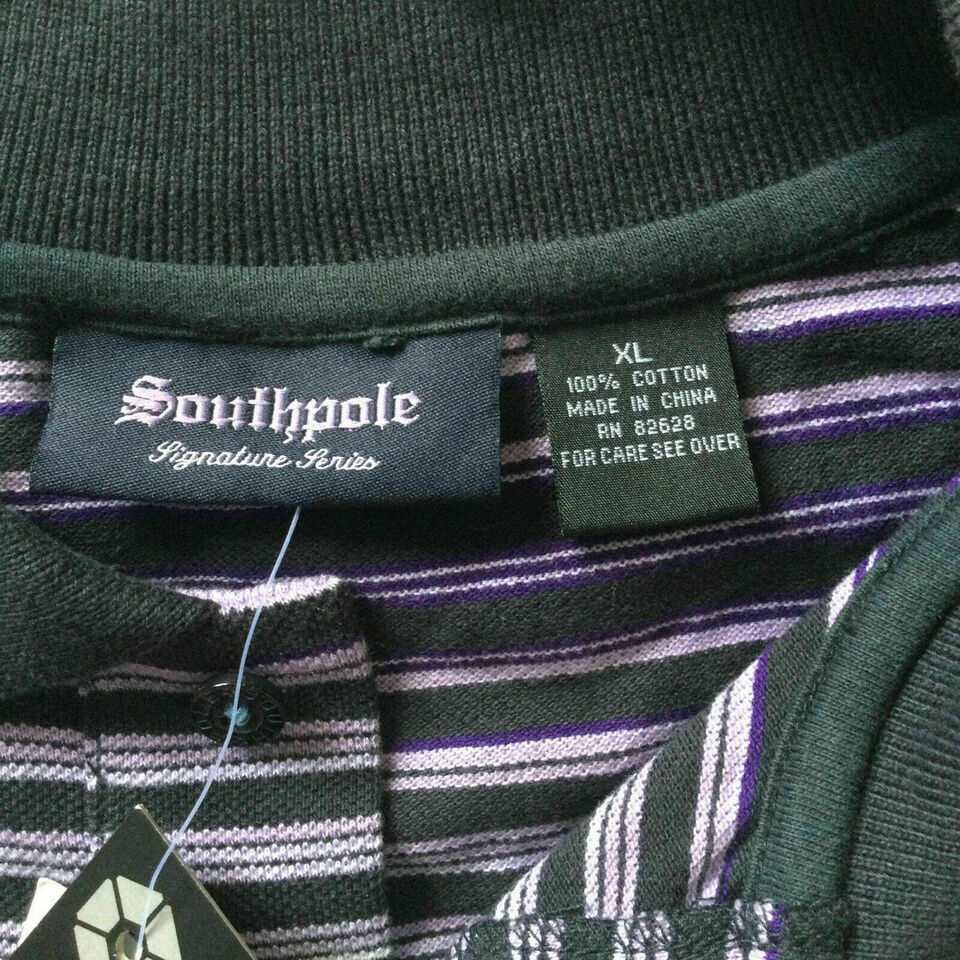 Southpole
Signature Series
XL
100% COTTON
MADE IN CHINA
RN 82628
FOR CARE SEE OVER